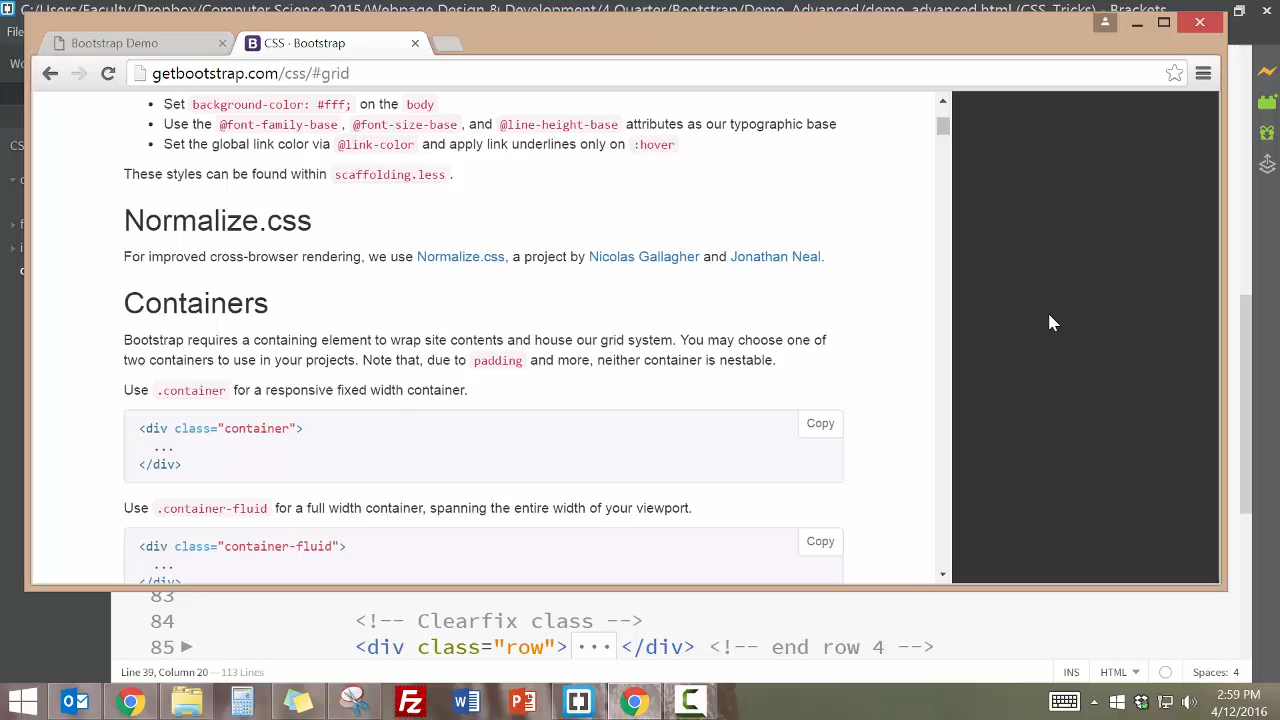 C:/Users/Faculty/Dropbox/Computer Science 2015/Webpage Design & Development/4 Quarter/Bootstrap/Demo_Advanced/demo_advanced.html (CSS_Tricks) - Brackets
File
Bootstrap Demo
CSS · Bootstrap
Wo
getbootstrap.com/css/#grid
Set background-color: #fff; on the body
Use the @font-family-base, @font-size-base, and @line-height-base attributes as our typographic base
CS
Set the global link color via @link-color and apply link underlines only on :hover
These styles can be found within scaffolding.less.
Normalize.css
For improved cross-browser rendering, we use Normalize.css, a project by Nicolas Gallagher and Jonathan Neal.
Containers
Bootstrap requires a containing element to wrap site contents and house our grid system. You may choose one of
two containers to use in your projects. Note that, due to padding and more, neither container is nestable.
Use .container for a responsive fixed width container.
<div class="container">
Copy
...
</div>
Use .container-fluid for a full width container, spanning the entire width of your viewport.
<div class="container-fluid">
Copy
...
</div>
83
84 <!-- Clearfix class -->
85 <div class="row">...</div> <!-- end row 4 -->
Line 39, Column 20 — 113 Lines
INS HTML Spaces: 4
2:59 PM
4/12/2016